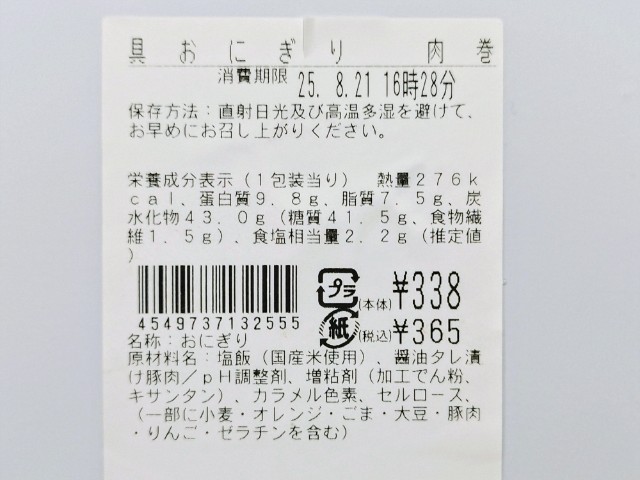 具おにぎり　肉巻
消費期限 25. 8.21 16時28分
保存方法：直射日光及び高温多湿を避けて、
お早めにお召し上がりください。
栄養成分表示（１包装当り）　熱量２７６ｋ
ｃａｌ、蛋白質９．８ｇ、脂質７．５ｇ、炭
水化物４３．０ｇ（糖質４１．５ｇ、食物繊
維１．５ｇ）、食塩相当量２．２ｇ（推定値
）
プラ (本体) ¥338
4549737132555
紙 (税込) ¥365
名称：おにぎり
原材料名：塩飯（国産米使用）、醤油タレ漬
け豚肉／ｐＨ調整剤、増粘剤（加工でん粉、
キサンタン）、カラメル色素、セルロース、
（一部に小麦・オレンジ・ごま・大豆・豚肉
・りんご・ゼラチンを含む）